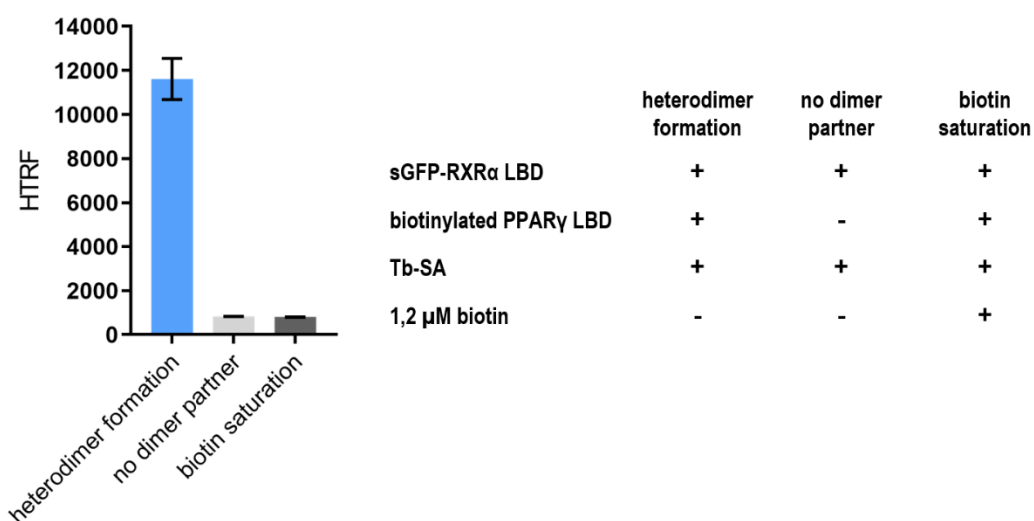 14000
12000
10000
8000
6000
4000
2000
0
HTRF
heterodimer formation
no dimer partner
biotin saturation
heterodimer no dimer biotin
formation partner saturation
sGFP-RXRα LBD + + +
biotinylated PPARγ LBD + - +
Tb-SA + + +
1,2 µM biotin - - +